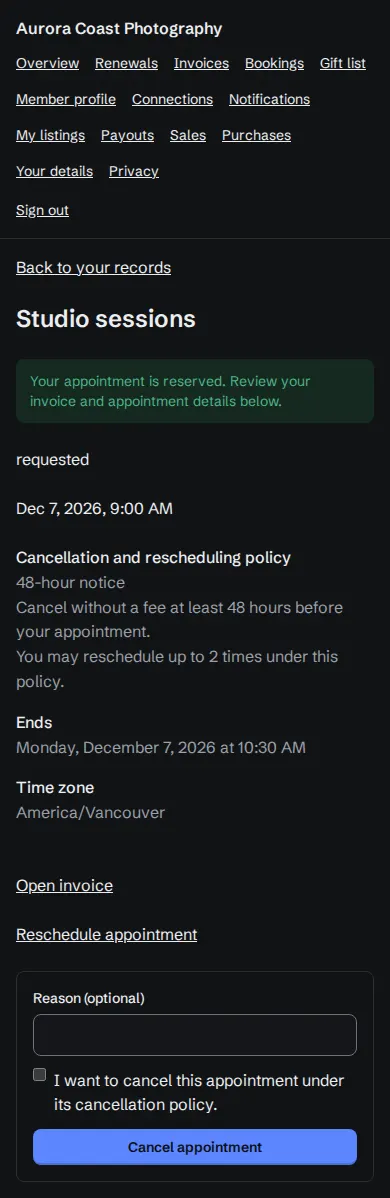 Aurora Coast Photography
Overview Renewals Invoices Bookings Gift list
Member profile Connections Notifications
My listings Payouts Sales Purchases
Your details Privacy
Sign out
Back to your records
Studio sessions
Your appointment is reserved. Review your
invoice and appointment details below.
requested
Dec 7, 2026, 9:00 AM
Cancellation and rescheduling policy
48-hour notice
Cancel without a fee at least 48 hours before
your appointment.
You may reschedule up to 2 times under this
policy.
Ends
Monday, December 7, 2026 at 10:30 AM
Time zone
America/Vancouver
Open invoice
Reschedule appointment
Reason (optional)
I want to cancel this appointment under
its cancellation policy.
Cancel appointment